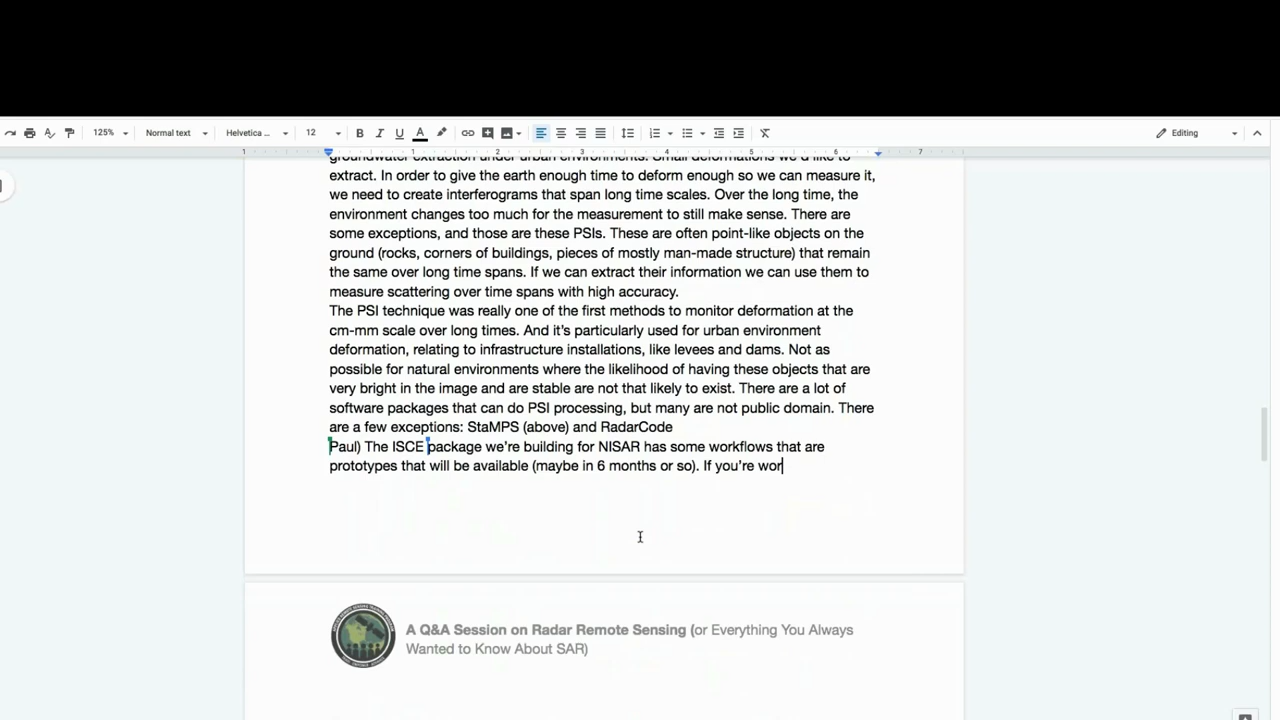 125%
Normal text
Helvetica ...
12
B I U A
Editing
1 1 2 3 4 5 6 7
groundwater extraction under urban environments. Small deformations we'd like to
extract. In order to give the earth enough time to deform enough so we can measure it,
we need to create interferograms that span long time scales. Over the long time, the
environment changes too much for the measurement to still make sense. There are
some exceptions, and those are these PSIs. These are often point-like objects on the
ground (rocks, corners of buildings, pieces of mostly man-made structure) that remain
the same over long time spans. If we can extract their information we can use them to
measure scattering over time spans with high accuracy.
The PSI technique was really one of the first methods to monitor deformation at the
cm-mm scale over long times. And it's particularly used for urban environment
deformation, relating to infrastructure installations, like levees and dams. Not as
possible for natural environments where the likelihood of having these objects that are
very bright in the image and are stable are not that likely to exist. There are a lot of
software packages that can do PSI processing, but many are not public domain. There
are a few exceptions: StaMPS (above) and RadarCode
Paul) The ISCE package we're building for NISAR has some workflows that are
prototypes that will be available (maybe in 6 months or so). If you're wor
A Q&A Session on Radar Remote Sensing (or Everything You Always
Wanted to Know About SAR)